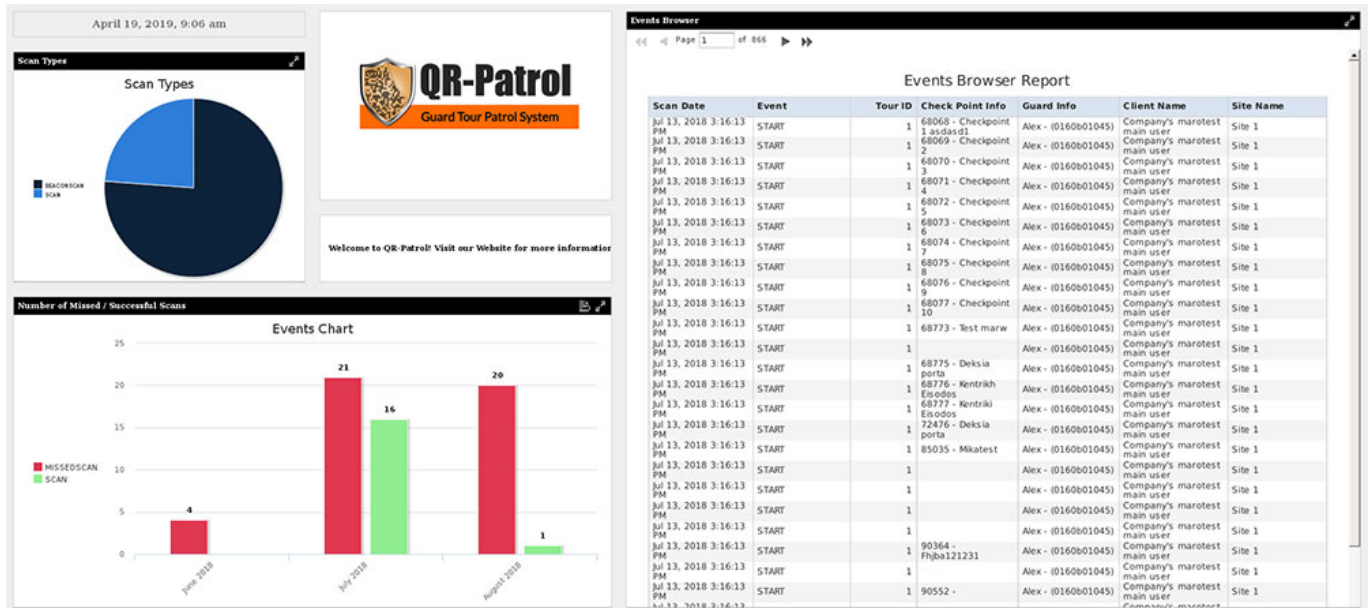 April 19, 2019, 9:06 am
Scan Types
Scan Types
BEACONSCAN
SCAN
QR-Patrol
Guard Tour Patrol System
Welcome to QR-Patrol! Visit our Website for more information
Number of Missed / Successful Scans
Events Chart
25
20
15
10
5
0
4
21
16
20
1
MISSEDSCAN
SCAN
June 2018
July 2018
August 2018
Events Browser
Page 1 of 866
Events Browser Report
Scan Date Event Tour ID Check Point Info Guard Info Client Name Site Name
Jul 13, 2018 3:16:13 PM START 1 68068 - Checkpoint 1 asdasd1 Alex - (0160b01045) Company's marotest main user Site 1
Jul 13, 2018 3:16:13 PM START 1 68069 - Checkpoint 2 Alex - (0160b01045) Company's marotest main user Site 1
Jul 13, 2018 3:16:13 PM START 1 68070 - Checkpoint 3 Alex - (0160b01045) Company's marotest main user Site 1
Jul 13, 2018 3:16:13 PM START 1 68071 - Checkpoint 4 Alex - (0160b01045) Company's marotest main user Site 1
Jul 13, 2018 3:16:13 PM START 1 68072 - Checkpoint 5 Alex - (0160b01045) Company's marotest main user Site 1
Jul 13, 2018 3:16:13 PM START 1 68073 - Checkpoint 6 Alex - (0160b01045) Company's marotest main user Site 1
Jul 13, 2018 3:16:13 PM START 1 68074 - Checkpoint 7 Alex - (0160b01045) Company's marotest main user Site 1
Jul 13, 2018 3:16:13 PM START 1 68075 - Checkpoint 8 Alex - (0160b01045) Company's marotest main user Site 1
Jul 13, 2018 3:16:13 PM START 1 68076 - Checkpoint 9 Alex - (0160b01045) Company's marotest main user Site 1
Jul 13, 2018 3:16:13 PM START 1 68077 - Checkpoint 10 Alex - (0160b01045) Company's marotest main user Site 1
Jul 13, 2018 3:16:13 PM START 1 68773 - Test marw Alex - (0160b01045) Company's marotest main user Site 1
Jul 13, 2018 3:16:13 PM START 1 Alex - (0160b01045) Company's marotest main user Site 1
Jul 13, 2018 3:16:13 PM START 1 68775 - Deksia porta Alex - (0160b01045) Company's marotest main user Site 1
Jul 13, 2018 3:16:13 PM START 1 68776 - Kentrikh Eisodos Alex - (0160b01045) Company's marotest main user Site 1
Jul 13, 2018 3:16:13 PM START 1 68777 - Kentriki Eisodos Alex - (0160b01045) Company's marotest main user Site 1
Jul 13, 2018 3:16:13 PM START 1 72476 - Deksia porta Alex - (0160b01045) Company's marotest main user Site 1
Jul 13, 2018 3:16:13 PM START 1 85035 - Mikatest Alex - (0160b01045) Company's marotest main user Site 1
Jul 13, 2018 3:16:13 PM START 1 Alex - (0160b01045) Company's marotest main user Site 1
Jul 13, 2018 3:16:13 PM START 1 Alex - (0160b01045) Company's marotest main user Site 1
Jul 13, 2018 3:16:13 PM START 1 Alex - (0160b01045) Company's marotest main user Site 1
Jul 13, 2018 3:16:13 PM START 1 Alex - (0160b01045) Company's marotest main user Site 1
Jul 13, 2018 3:16:13 PM START 1 90364 - Fhjba121231 Alex - (0160b01045) Company's marotest main user Site 1
Jul 13, 2018 3:16:13 PM START 1 Alex - (0160b01045) Company's marotest main user Site 1
Jul 13, 2018 3:16:13 PM START 1 90552 - Alex - (0160b01045) Company's marotest main user Site 1